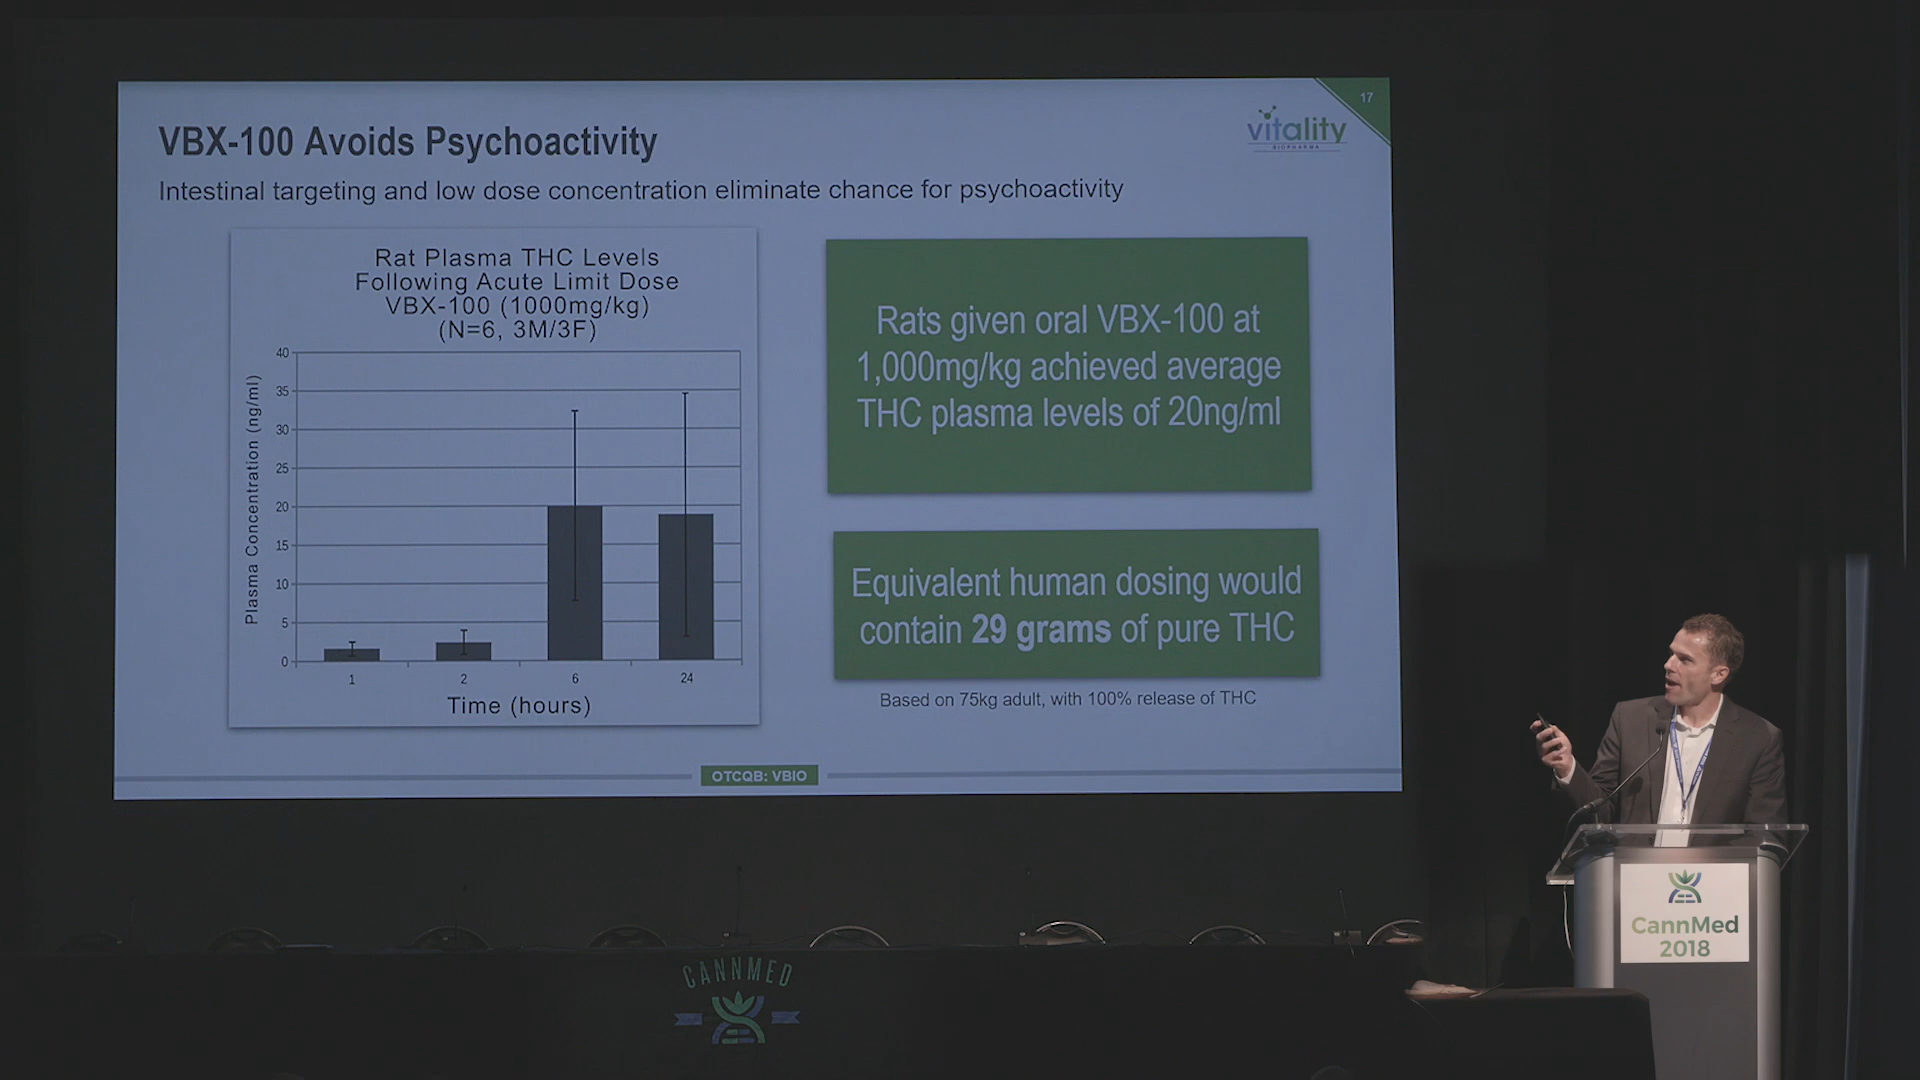 17
vitality
BIOPHARMA
VBX-100 Avoids Psychoactivity
Intestinal targeting and low dose concentration eliminate chance for psychoactivity
Rat Plasma THC Levels
Following Acute Limit Dose
VBX-100 (1000mg/kg)
(N=6, 3M/3F)
Plasma Concentration (ng/ml)
40
35
30
25
20
15
10
5
0
1 2 6 24
Time (hours)
Rats given oral VBX-100 at
1,000mg/kg achieved average
THC plasma levels of 20ng/ml
Equivalent human dosing would
contain 29 grams of pure THC
Based on 75kg adult, with 100% release of THC
OTCQB: VBIO
CannMed
2018
CANNMED